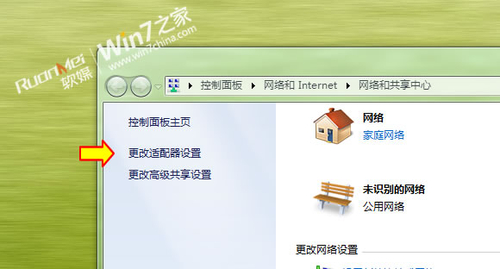 RuanMei
软媒
Win7之家
www.win7china.com
控制面板 网络和 Internet 网络和共享中心
控制面板主页
更改适配器设置
更改高级共享设置
网络
家庭网络
未识别的网络
公用网络
更改网络设置